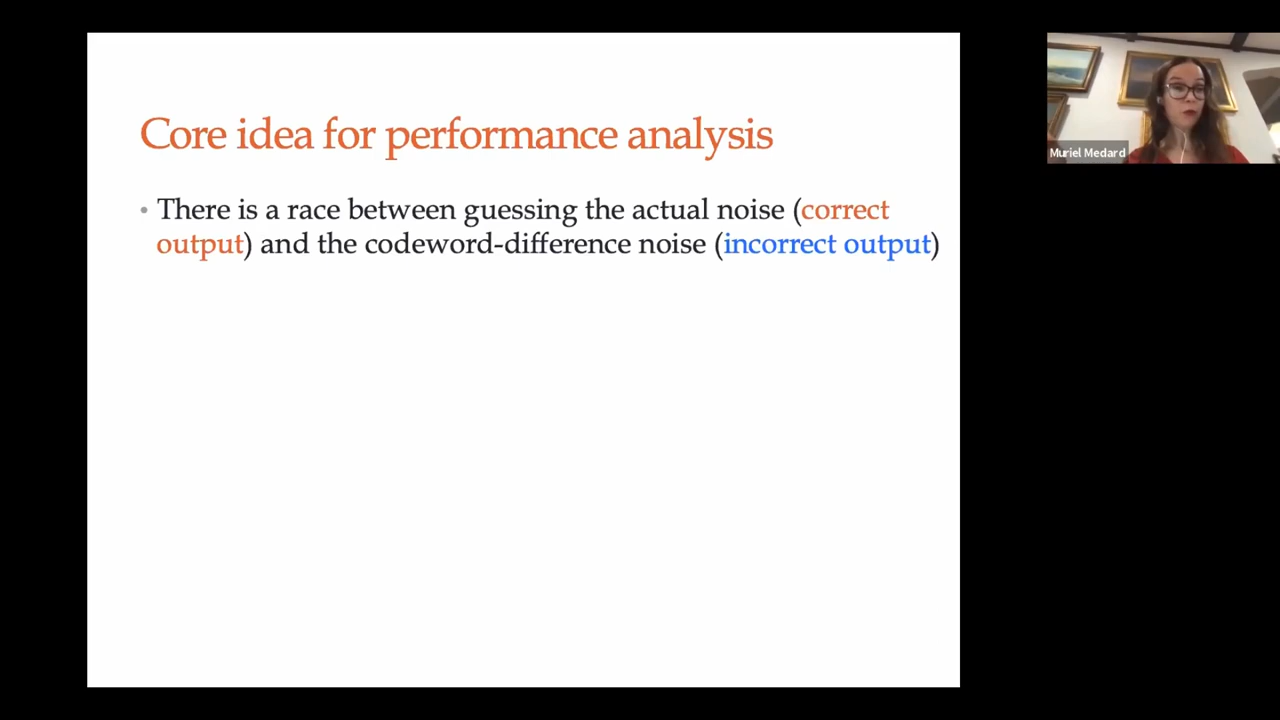 Core idea for performance analysis
• There is a race between guessing the actual noise (correct
output) and the codeword-difference noise (incorrect output)
Muriel Medard